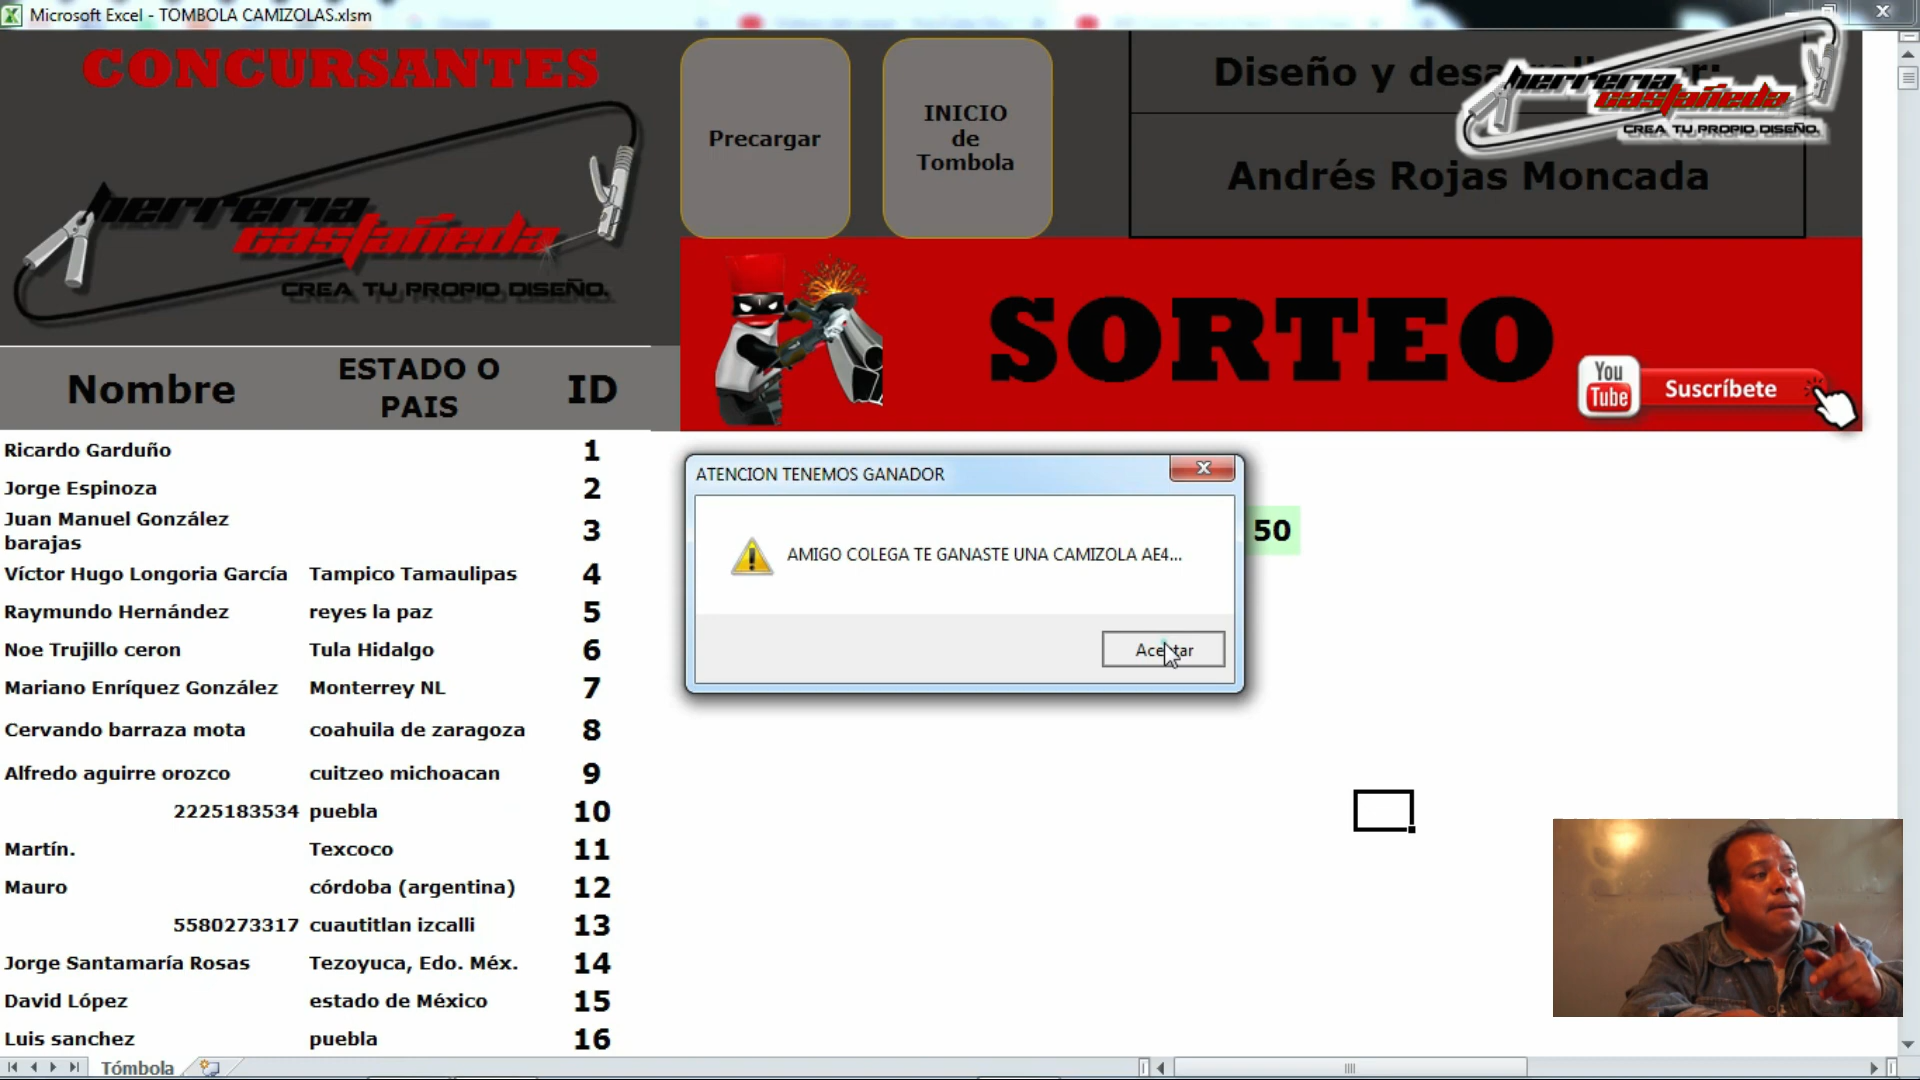 Microsoft Excel - TOMBOLA CAMIZOLAS.xlsm
CONCURSANTES
herreria
castañeda
CREA TU PROPIO DISEÑO.
Precargar
INICIO
de
Tombola
Diseño y
herreria
castañeda
CREA TU PROPIO DISEÑO.
Andrés Rojas Moncada
SORTEO
You
Tube
Suscríbete
Nombre ESTADO O PAIS ID
Ricardo Garduño 1
Jorge Espinoza 2
Juan Manuel González
barajas 3
Víctor Hugo Longoria García Tampico Tamaulipas 4
Raymundo Hernández reyes la paz 5
Noe Trujillo ceron Tula Hidalgo 6
Mariano Enríquez González Monterrey NL 7
Cervando barraza mota coahuila de zaragoza 8
Alfredo aguirre orozco cuitzeo michoacan 9
2225183534 puebla 10
Martín. Texcoco 11
Mauro córdoba (argentina) 12
5580273317 cuautitlan izcalli 13
Jorge Santamaría Rosas Tezoyuca, Edo. Méx. 14
David López estado de México 15
Luis sanchez puebla 16
ATENCION TENEMOS GANADOR
AMIGO COLEGA TE GANASTE UNA CAMIZOLA AE4...
Aceptar
50
Tómbola